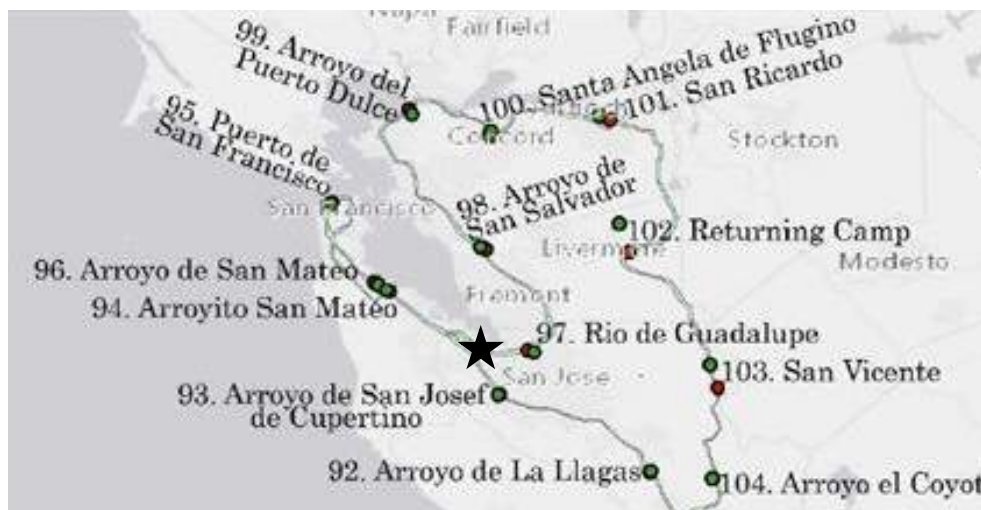 Napa
Fairfield
99. Arroyo del
Puerto Dulce
100. Santa Angela de Flugino
101. San Ricardo
Concord
Stockton
95. Puerto de
San Francisco
San Francisco
98. Arroyo de
San Salvador
102. Returning Camp
Livermore
Modesto
96. Arroyo de San Mateo
94. Arroyito San Mateo
Fremont
97. Rio de Guadalupe
San Jose
103. San Vicente
93. Arroyo de San Josef
de Cupertino
92. Arroyo de La Llagas
104. Arroyo el Coyot